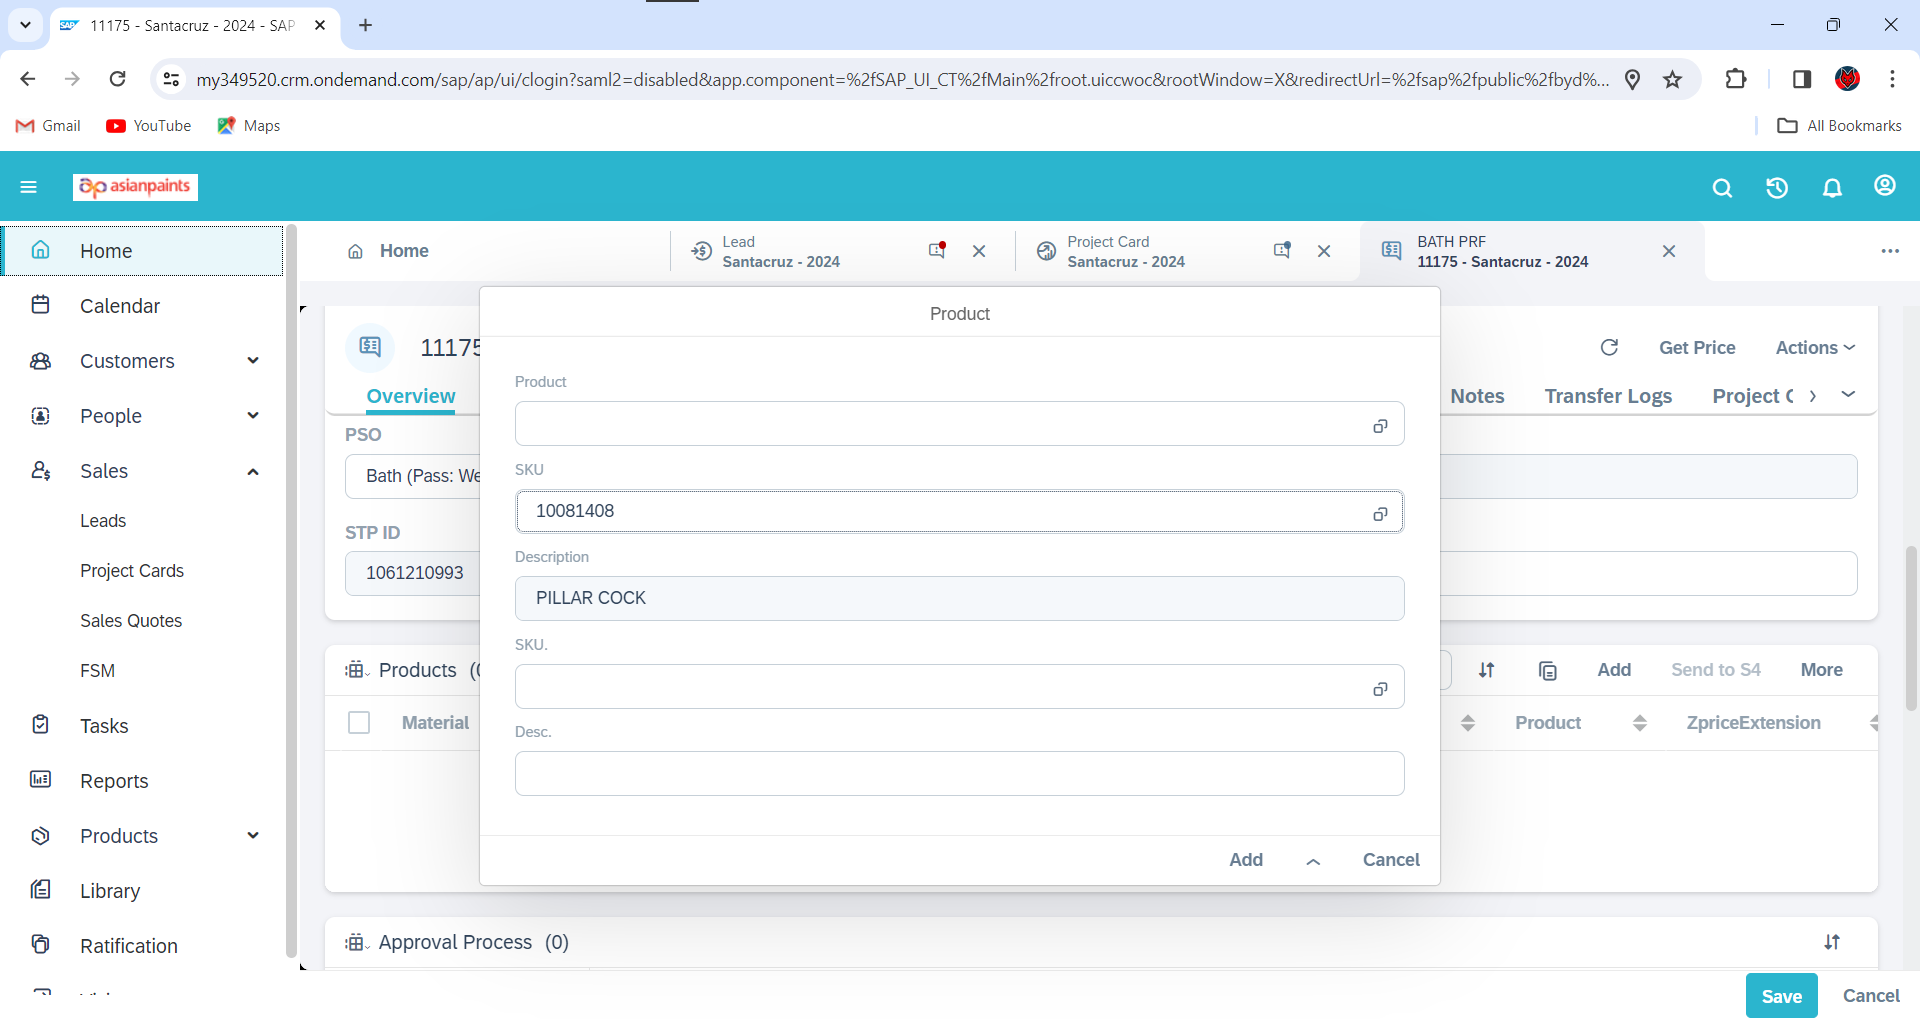 11175 - Santacruz - 2024 - SAP
my349520.crm.ondemand.com/sap/ap/ui/clogin?saml2=disabled&app.component=%2fSAP_UI_CT%2fMain%2froot.uiccwoc&rootWindow=X&redirectUrl=%2fsap%2fpublic%2fbyd%...
Gmail
YouTube
Maps
All Bookmarks
asianpaints
Home
Calendar
Customers
People
Sales
Leads
Project Cards
Sales Quotes
FSM
Tasks
Reports
Products
Library
Ratification
Home
Lead
Santacruz - 2024
Project Card
Santacruz - 2024
BATH PRF
11175 - Santacruz - 2024
11175
Get Price
Actions
Overview
Notes
Transfer Logs
Project C
PSO
Bath (Pass: We
STP ID
1061210993
Products (0
Add
Send to S4
More
Material
Product
ZpriceExtension
Product
Product
SKU
10081408
Description
PILLAR COCK
SKU.
Desc.
Add
Cancel
Approval Process (0)
Save
Cancel